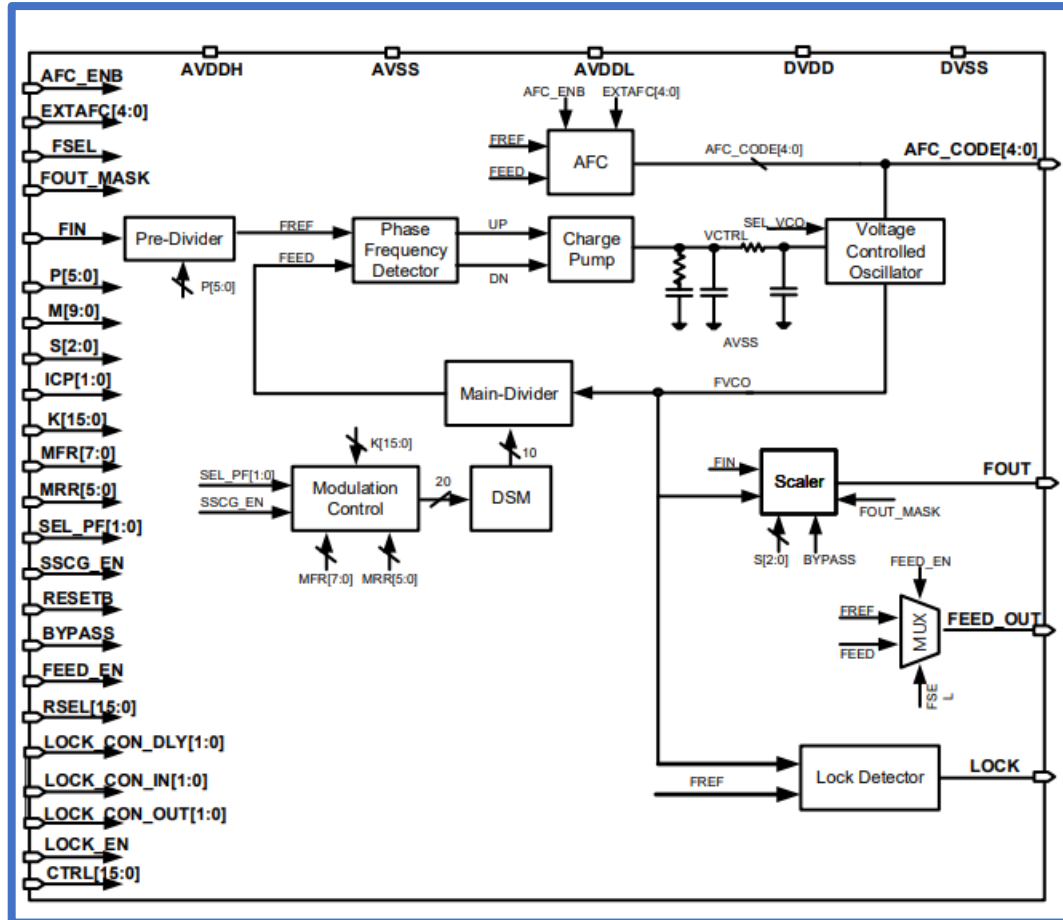 AVDDH AVSS AVDDL DVDD DVSS
AFC_ENB
EXTAFC[4:0]
FSEL
FOUT_MASK
FIN
P[5:0]
M[9:0]
S[2:0]
ICP[1:0]
K[15:0]
MFR[7:0]
MRR[5:0]
SEL_PF[1:0]
SSCG_EN
RESETB
BYPASS
FEED_EN
RSEL[15:0]
LOCK_CON_DLY[1:0]
LOCK_CON_IN[1:0]
LOCK_CON_OUT[1:0]
LOCK_EN
CTRL[15:0]
AFC_ENB EXTAFC[4:0]
FREF
FEED
AFC
AFC_CODE[4:0]
AFC_CODE[4:0]
Pre-Divider
P[5:0]
FREF
FEED
Phase
Frequency
Detector
UP
DN
Charge
Pump
VCTRL
AVSS
SEL_VCO
Voltage
Controlled
Oscillator
FVCO
Main-Divider
10
DSM
20
K[15:0]
SEL_PF[1:0]
SSCG_EN
Modulation
Control
MFR[7:0] MRR[5:0]
FIN
Scaler
FOUT
FOUT_MASK
S[2:0] BYPASS
FEED_EN
FREF
FEED
MUX
FEED_OUT
FSE
L
FREF
Lock Detector
LOCK